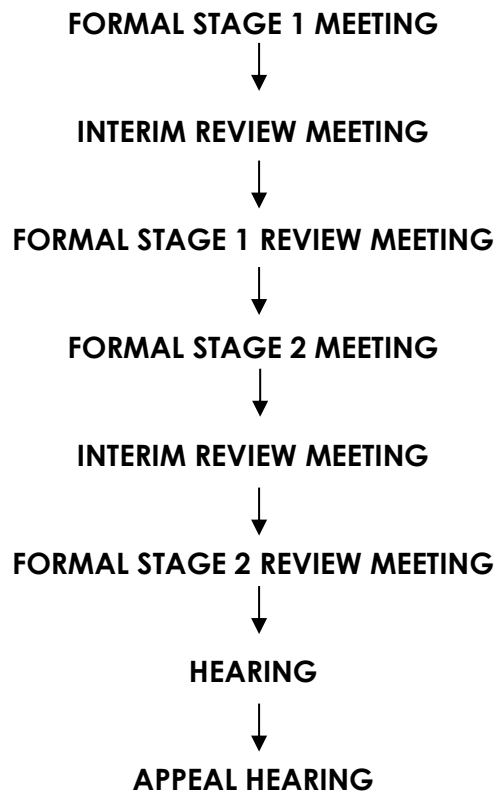 FORMAL STAGE 1 MEETING
INTERIM REVIEW MEETING
FORMAL STAGE 1 REVIEW MEETING
FORMAL STAGE 2 MEETING
INTERIM REVIEW MEETING
FORMAL STAGE 2 REVIEW MEETING
HEARING
APPEAL HEARING